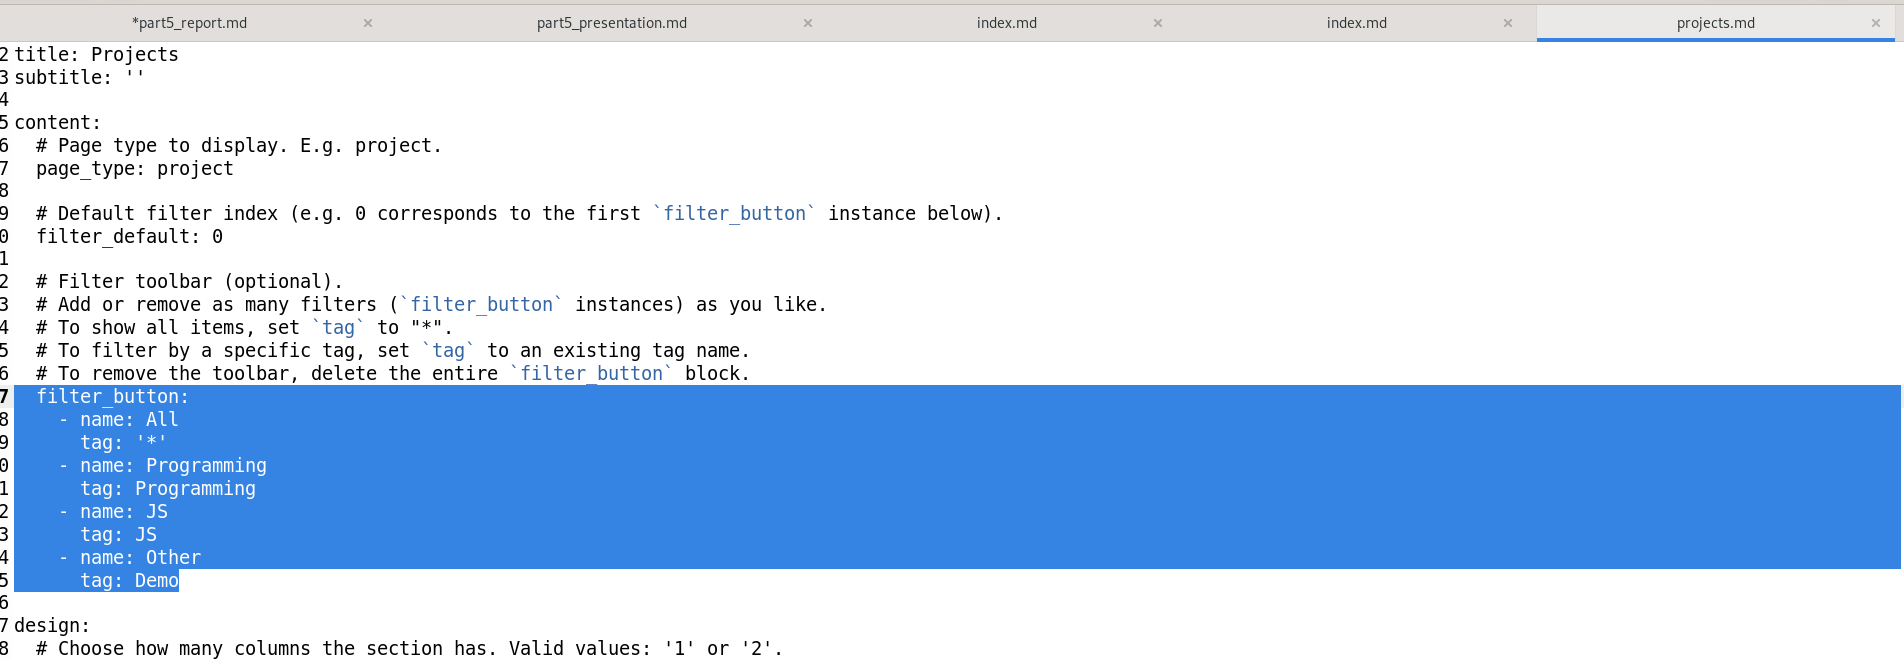 *part5_report.md × part5_presentation.md × index.md × index.md × projects.md ×
2 title: Projects
3 subtitle: ''
4
5 content:
6   # Page type to display. E.g. project.
7   page_type: project
8
9   # Default filter index (e.g. 0 corresponds to the first `filter_button` instance below).
0   filter_default: 0
1
2   # Filter toolbar (optional).
3   # Add or remove as many filters (`filter_button` instances) as you like.
4   # To show all items, set `tag` to "*".
5   # To filter by a specific tag, set `tag` to an existing tag name.
6   # To remove the toolbar, delete the entire `filter_button` block.
7   filter_button:
8     - name: All
9       tag: '*'
0     - name: Programming
1       tag: Programming
2     - name: JS
3       tag: JS
4     - name: Other
5       tag: Demo
6
7 design:
8   # Choose how many columns the section has. Valid values: '1' or '2'.